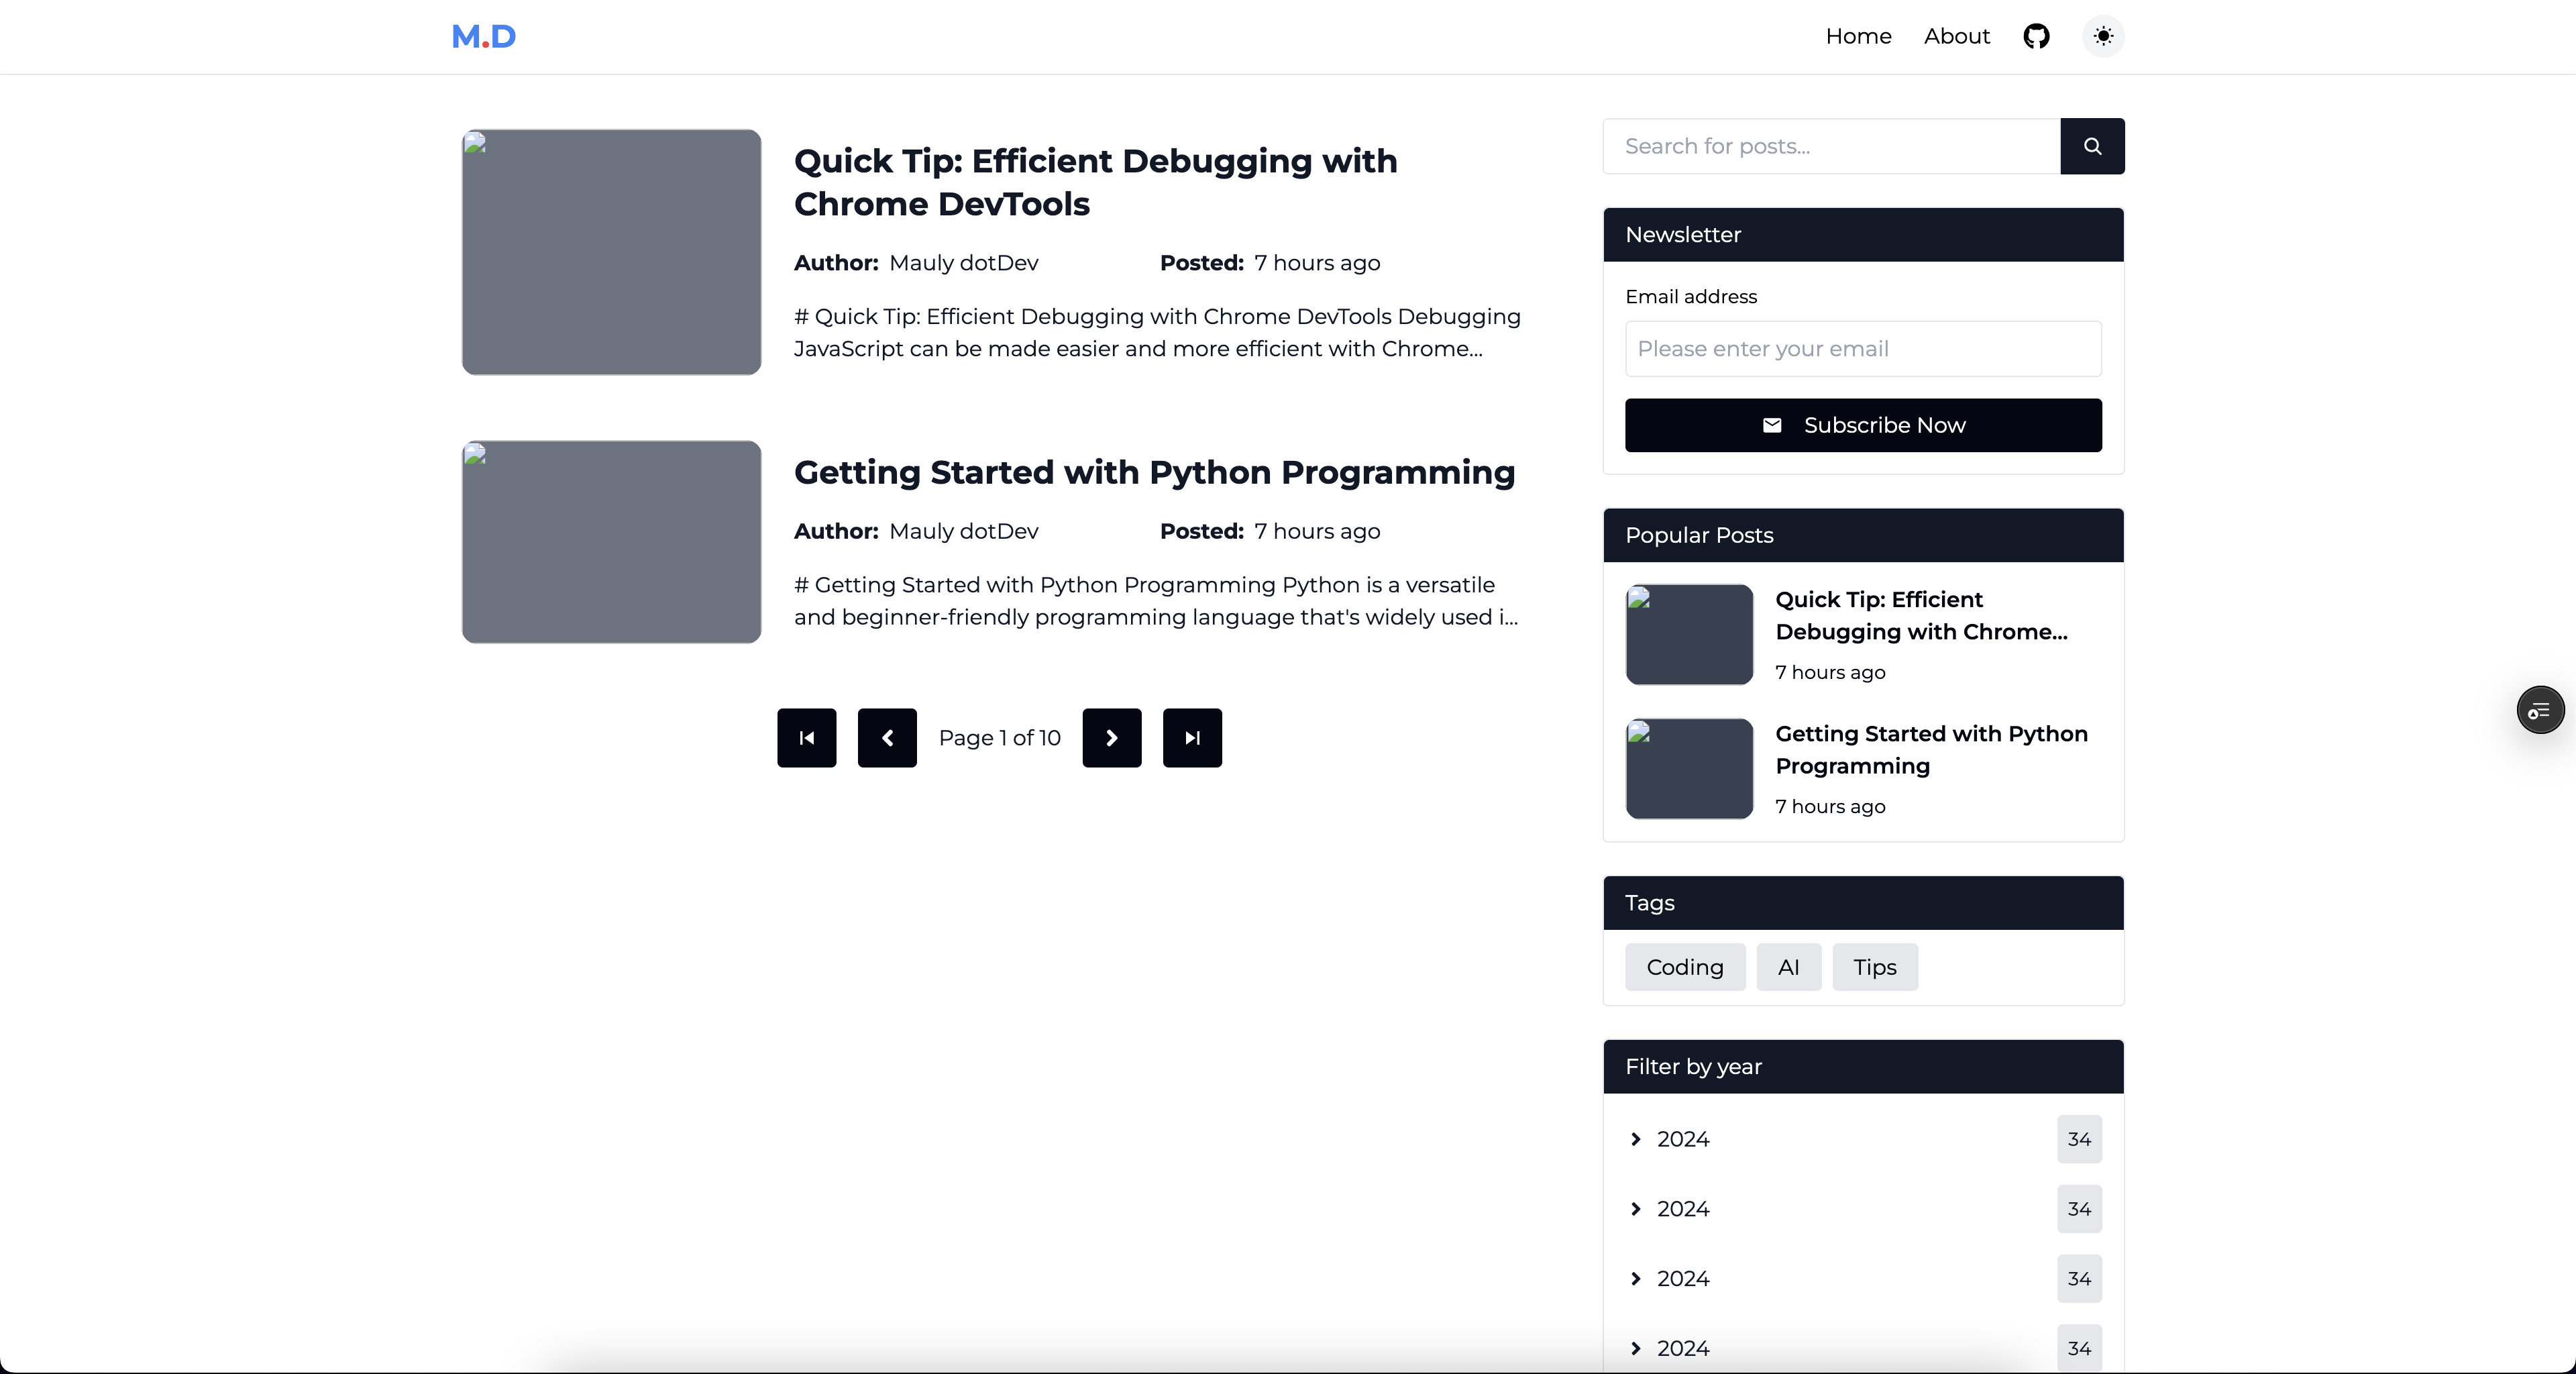 M.D
Home
About
Quick Tip: Efficient Debugging with
Chrome DevTools
Author: Mauly dotDev
Posted: 7 hours ago
# Quick Tip: Efficient Debugging with Chrome DevTools Debugging
JavaScript can be made easier and more efficient with Chrome...
Getting Started with Python Programming
Author: Mauly dotDev
Posted: 7 hours ago
# Getting Started with Python Programming Python is a versatile
and beginner-friendly programming language that's widely used i...
Page 1 of 10
Search for posts...
Newsletter
Email address
Please enter your email
Subscribe Now
Popular Posts
Quick Tip: Efficient
Debugging with Chrome...
7 hours ago
Getting Started with Python
Programming
7 hours ago
Tags
Coding
AI
Tips
Filter by year
2024
34
2024
34
2024
34
2024
34